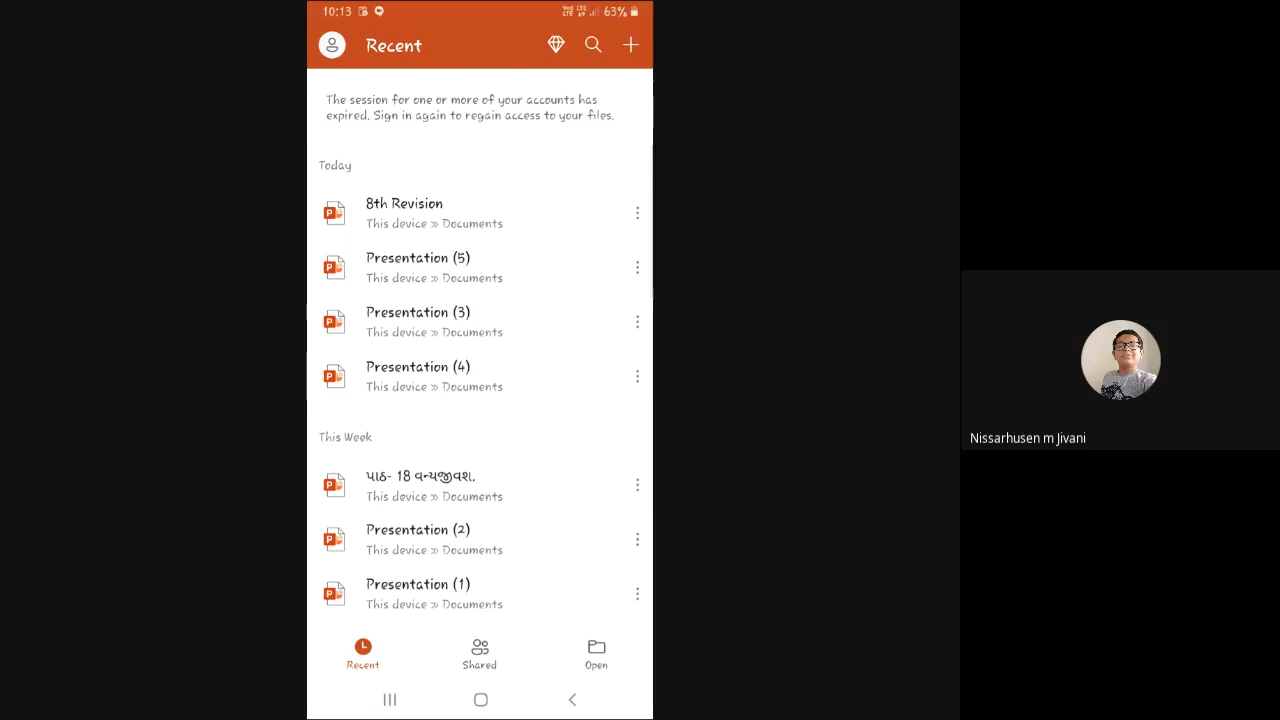 10:13
63%
Recent
The session for one or more of your accounts has
expired. Sign in again to regain access to your files.
Today
8th Revision
This device » Documents
Presentation (5)
This device » Documents
Presentation (3)
This device » Documents
Presentation (4)
This device » Documents
This Week
પાઠ- 18 વન્યજીવશ.
This device » Documents
Presentation (2)
This device » Documents
Presentation (1)
This device » Documents
Recent
Shared
Open
Nissarhusen m Jivani